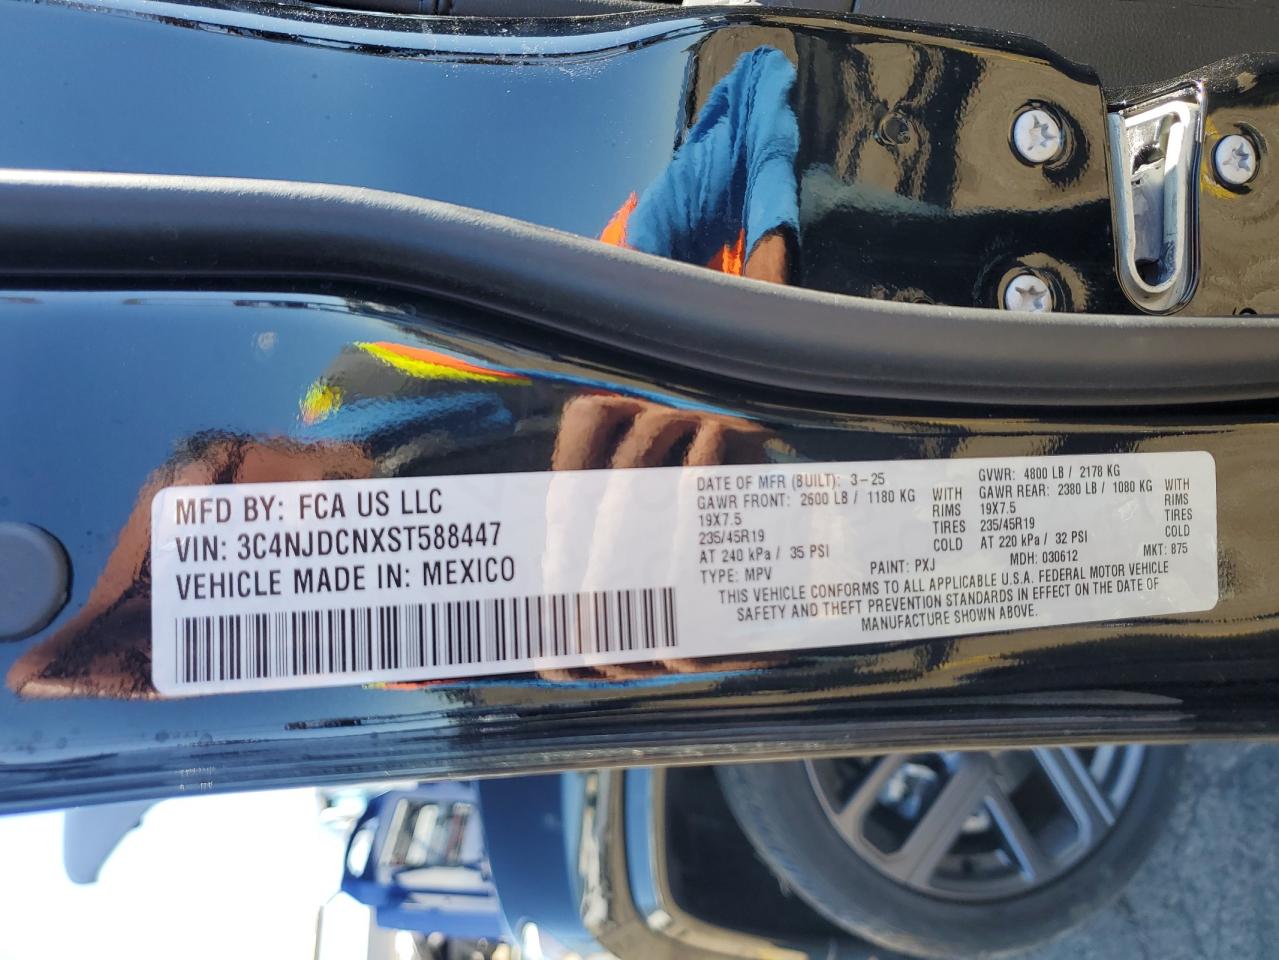 MFD BY: FCA US LLC
VIN: 3C4NJDCNXST588447
VEHICLE MADE IN: MEXICO
DATE OF MFR (BUILT): 3-25
GVWR: 4800 LB / 2178 KG
GAWR FRONT: 2600 LB / 1180 KG WITH
GAWR REAR: 2380 LB / 1080 KG WITH
19X7.5 RIMS
19X7.5 RIMS
235/45R19 TIRES
235/45R19 TIRES
AT 240 kPa / 35 PSI COLD
AT 220 kPa / 32 PSI COLD
TYPE: MPV PAINT: PXJ MDH: 030612 MKT: 875
THIS VEHICLE CONFORMS TO ALL APPLICABLE U.S.A. FEDERAL MOTOR VEHICLE
SAFETY AND THEFT PREVENTION STANDARDS IN EFFECT ON THE DATE OF
MANUFACTURE SHOWN ABOVE.